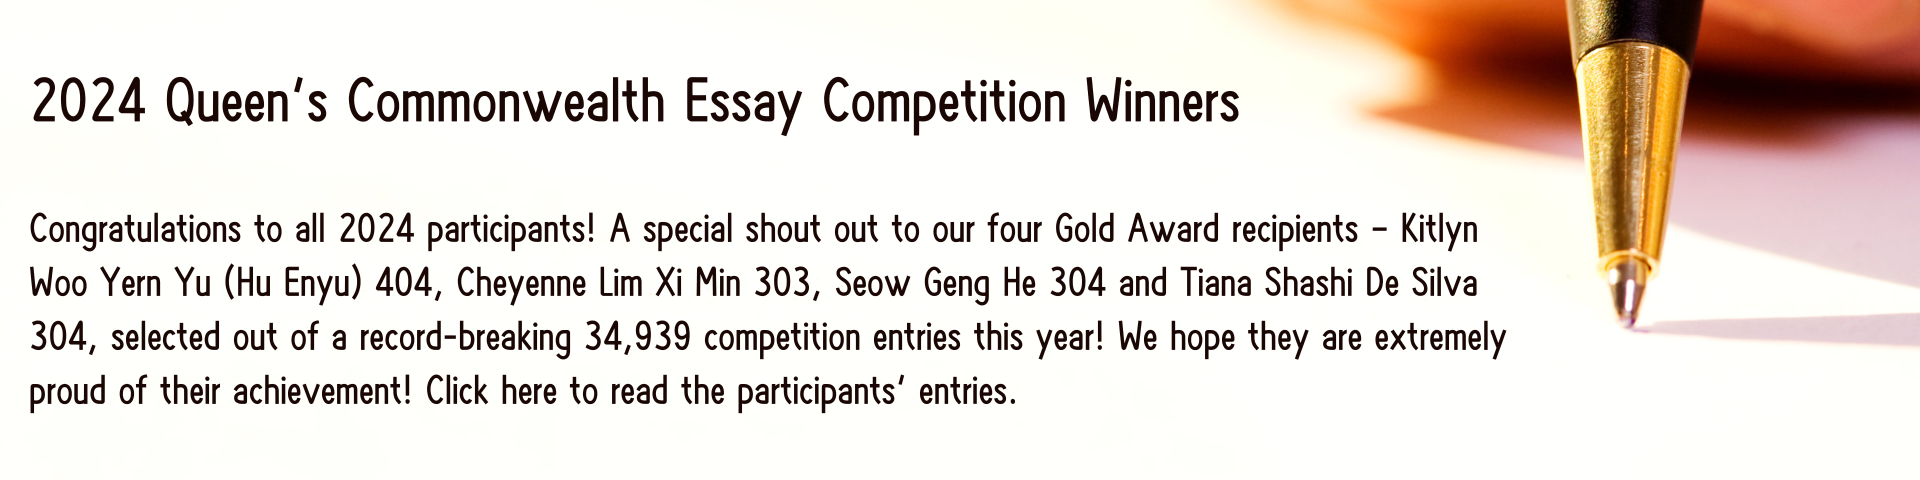 2024 Queen's Commonwealth Essay Competition Winners
Congratulations to all 2024 participants! A special shout out to our four Gold Award recipients – Kitlyn
Woo Yern Yu (Hu Enyu) 404, Cheyenne Lim Xi Min 303, Seow Geng He 304 and Tiana Shashi De Silva
304, selected out of a record-breaking 34,939 competition entries this year! We hope they are extremely
proud of their achievement! Click here to read the participants' entries.